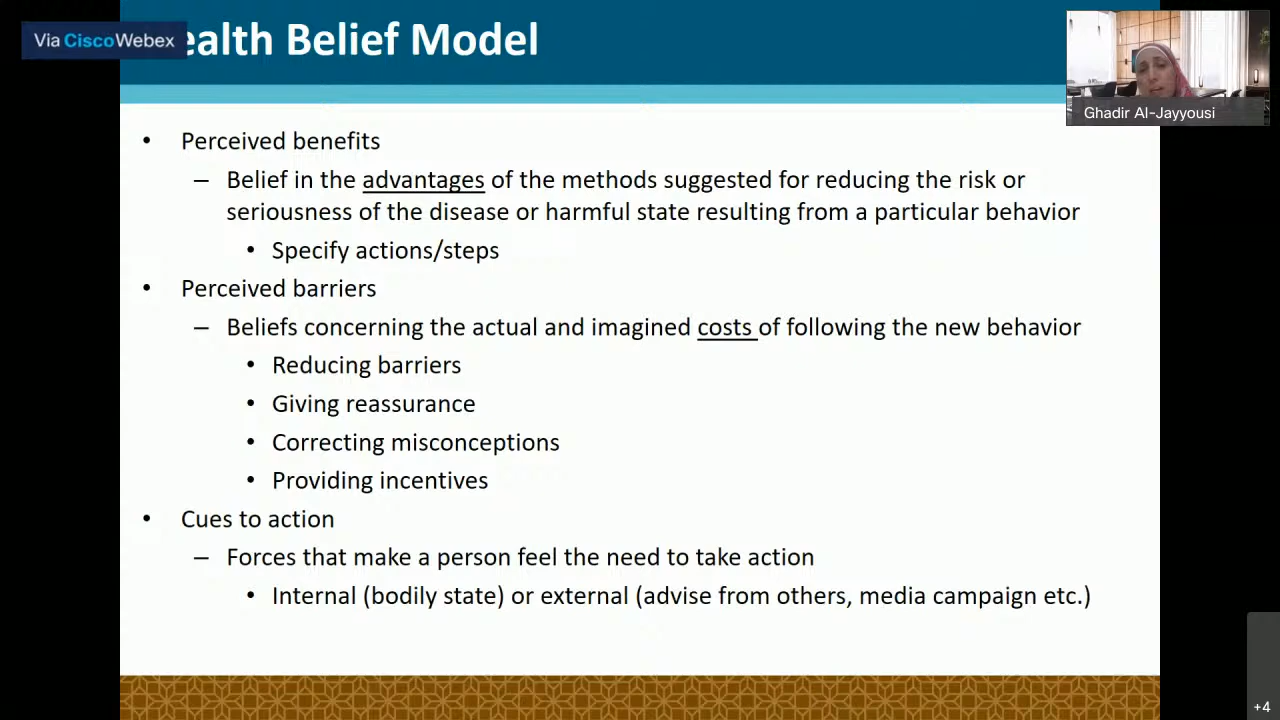 Via Cisco Webex
ealth Belief Model
Ghadir Al-Jayyousi
• Perceived benefits
– Belief in the advantages of the methods suggested for reducing the risk or
seriousness of the disease or harmful state resulting from a particular behavior
• Specify actions/steps
• Perceived barriers
– Beliefs concerning the actual and imagined costs of following the new behavior
• Reducing barriers
• Giving reassurance
• Correcting misconceptions
• Providing incentives
• Cues to action
– Forces that make a person feel the need to take action
• Internal (bodily state) or external (advise from others, media campaign etc.)
+4